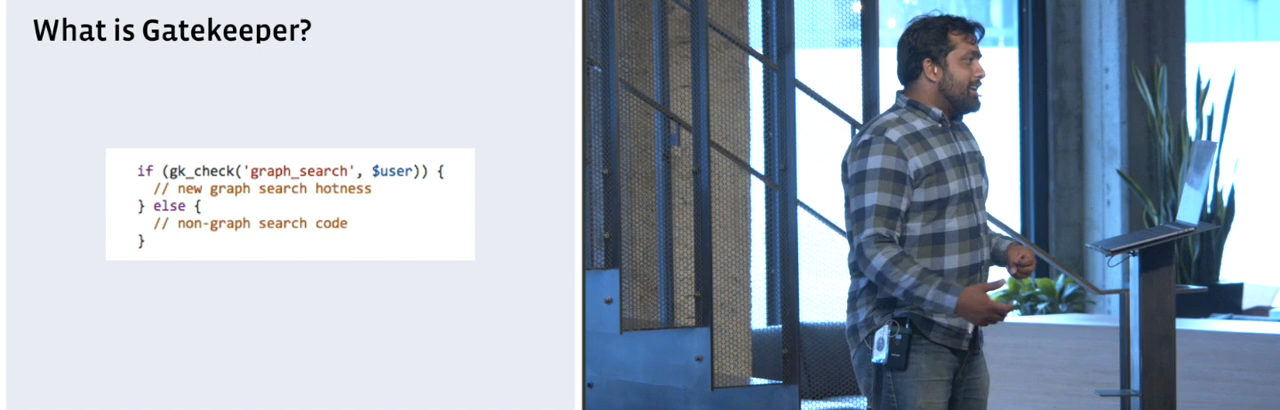 What is Gatekeeper?
if (gk_check('graph_search', $user)) {
// new graph search hotness
} else {
// non-graph search code
}